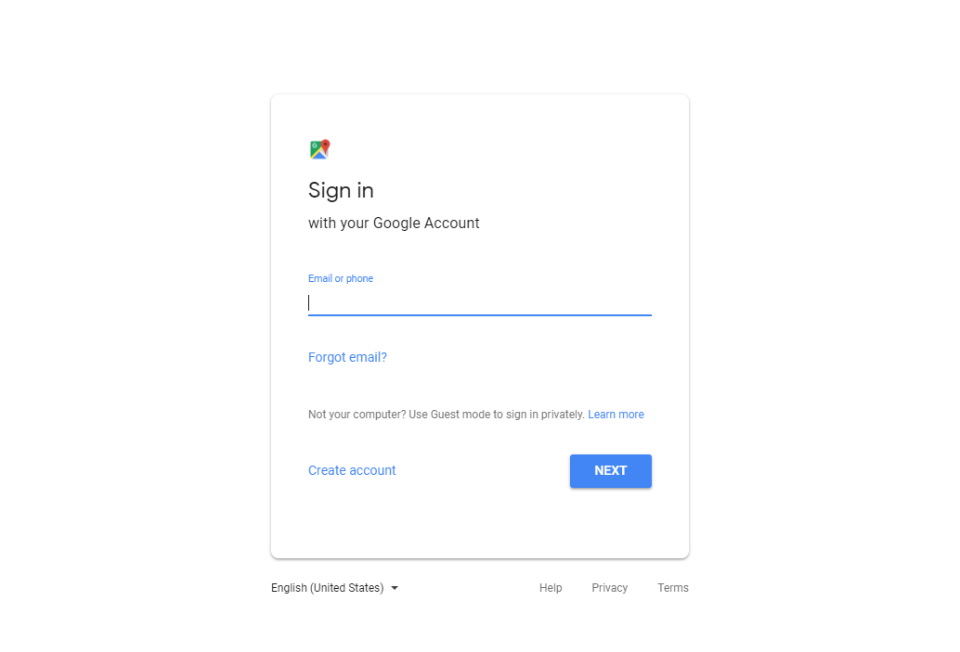 Sign in
with your Google Account
Email or phone
Forgot email?
Not your computer? Use Guest mode to sign in privately. Learn more
Create account
NEXT
English (United States)
Help Privacy Terms